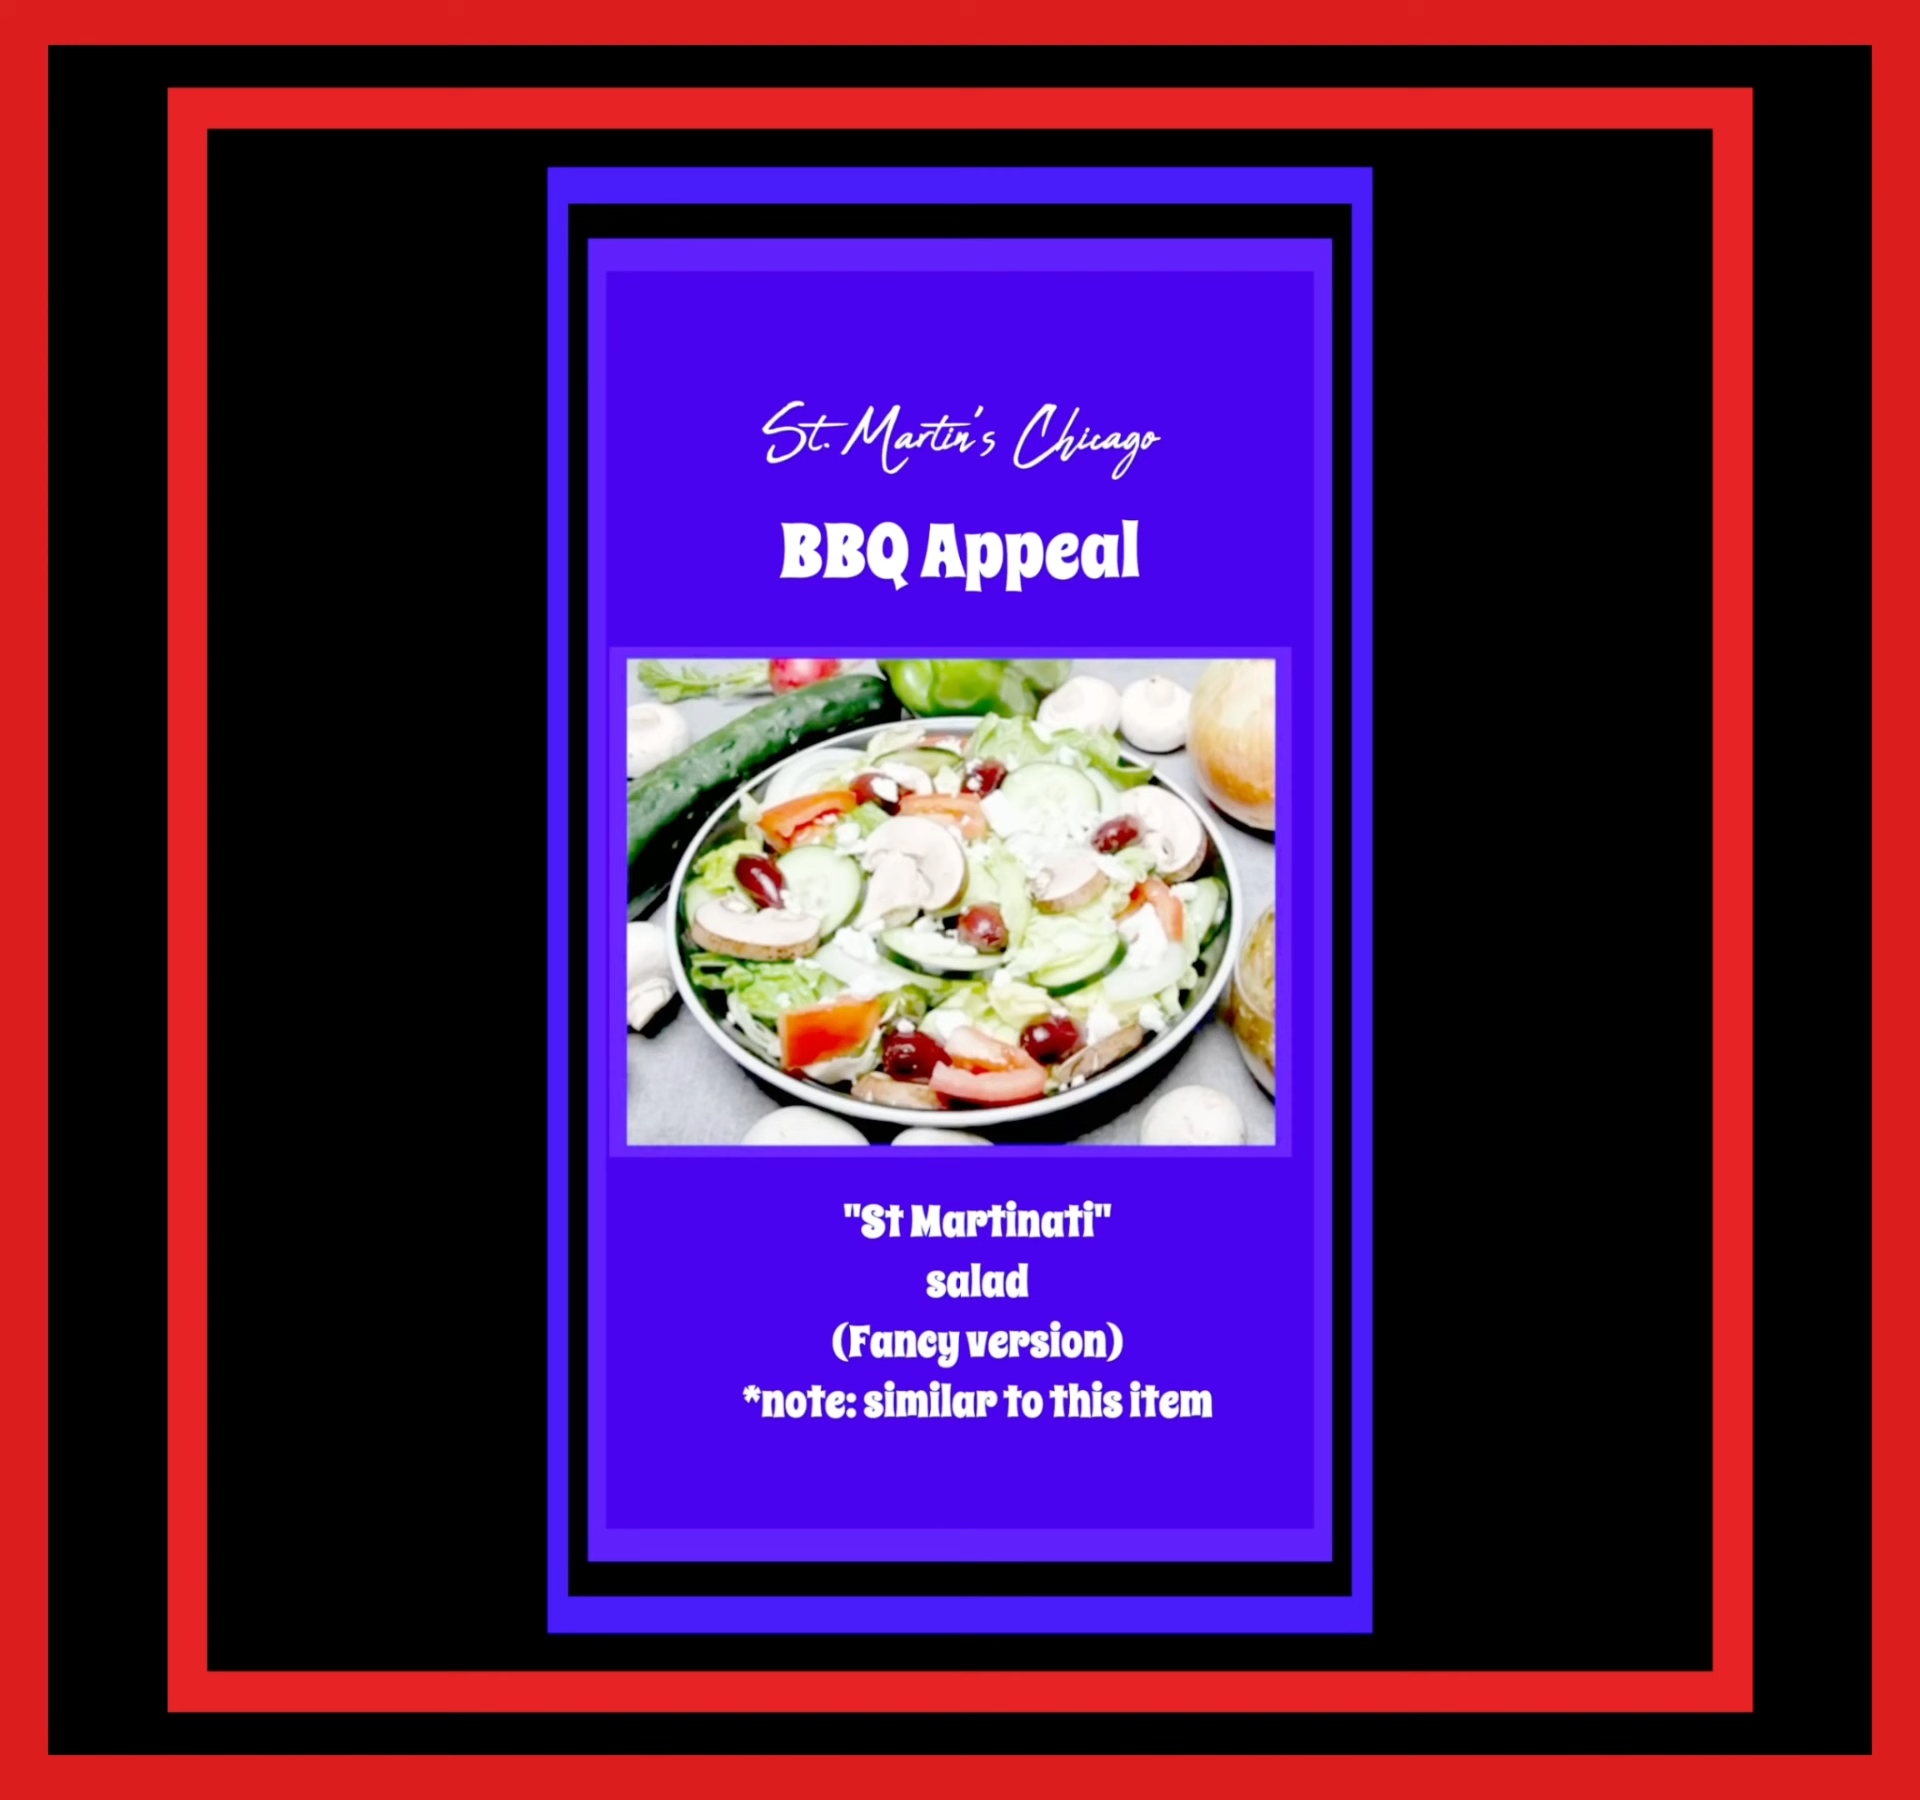 St. Martin's Chicago
BBQ Appeal
"St Martinati"
salad
(Fancy version)
*note: similar to this item